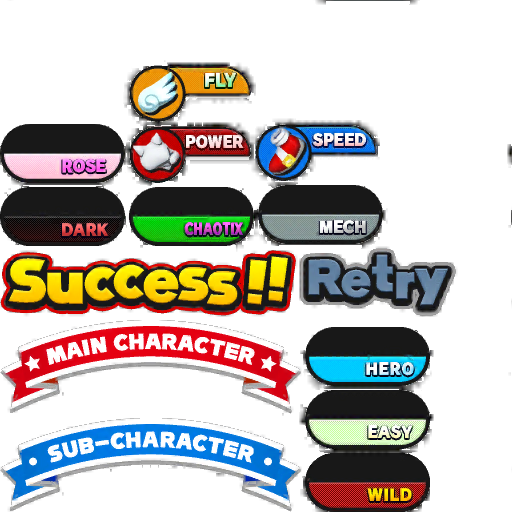 FLY
POWER
SPEED
ROSE
DARK
CHAOTIX
MECH
Success!!
Retry
MAIN CHARACTER
HERO
EASY
SUB-CHARACTER
WILD